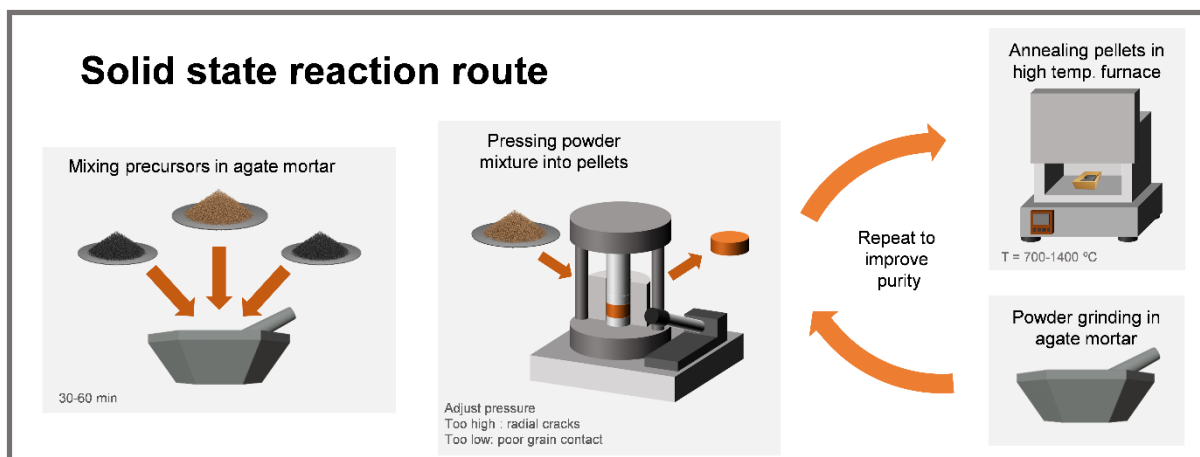 Solid state reaction route
Mixing precursors in agate mortar
30-60 min
Pressing powder
mixture into pellets
Adjust pressure
Too high : radial cracks
Too low: poor grain contact
Repeat to
improve
purity
Annealing pellets in
high temp. furnace
T = 700-1400 ºC
Powder grinding in
agate mortar